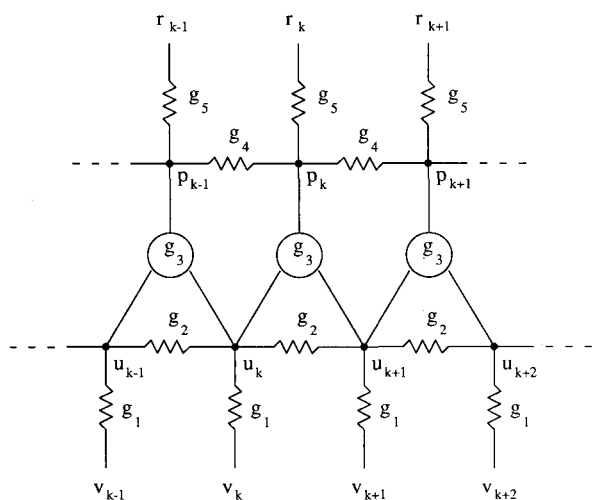 r k-1 r k r k+1
g 5 g 5 g 5
g 4 g 4
p k-1 p k p k+1
g 3 g 3 g 3
g 2 g 2 g 2
u k-1 u k u k+1 u k+2
g 1 g 1 g 1 g 1
v k-1 v k v k+1 v k+2